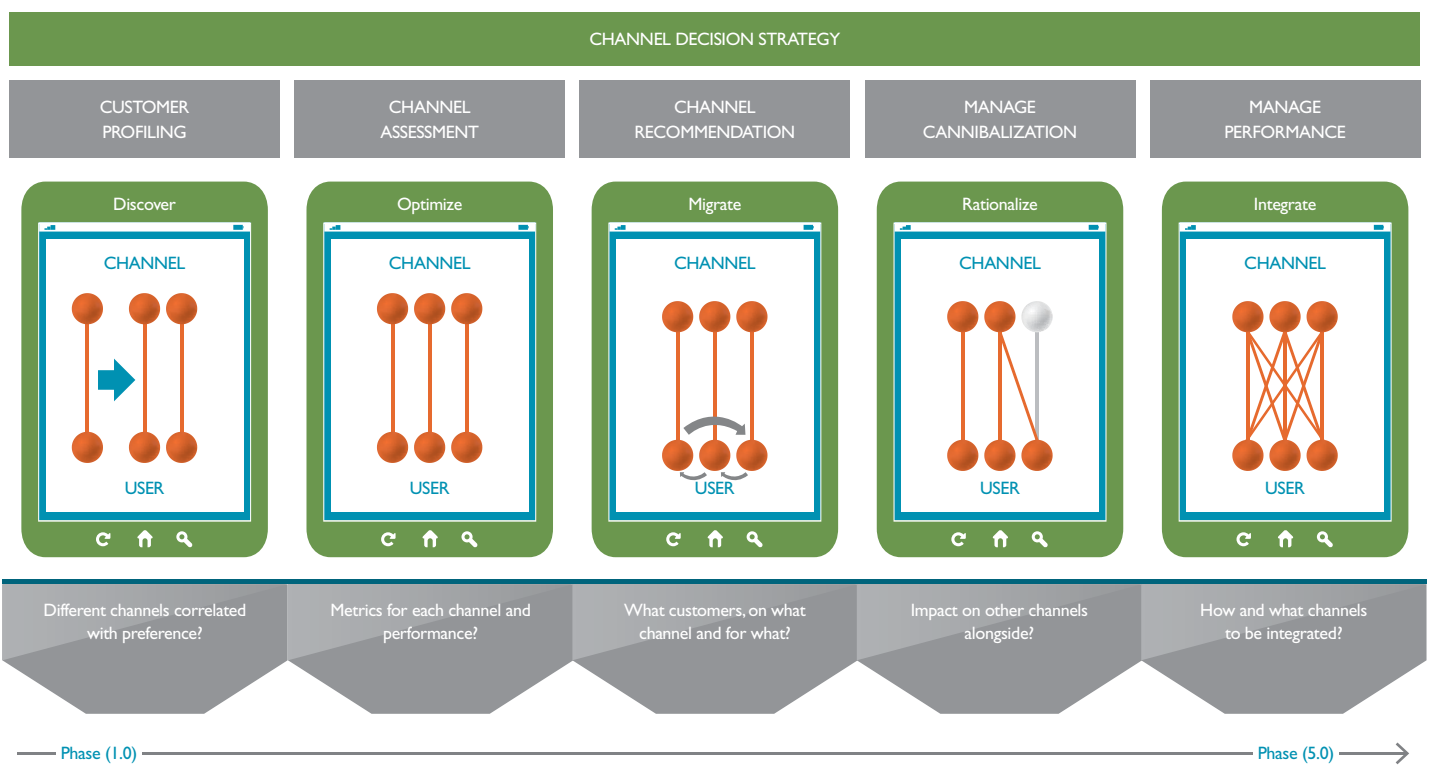 CHANNEL DECISION STRATEGY
CUSTOMER
PROFILING
CHANNEL
ASSESSMENT
CHANNEL
RECOMMENDATION
MANAGE
CANNIBALIZATION
MANAGE
PERFORMANCE
Discover
CHANNEL
USER
Optimize
CHANNEL
USER
Migrate
CHANNEL
USER
Rationalize
CHANNEL
USER
Integrate
CHANNEL
USER
Different channels correlated
with preference?
Metrics for each channel and
performance?
What customers, on what
channel and for what?
Impact on other channels
alongside?
How and what channels
to be integrated?
Phase (1.0)
Phase (5.0)